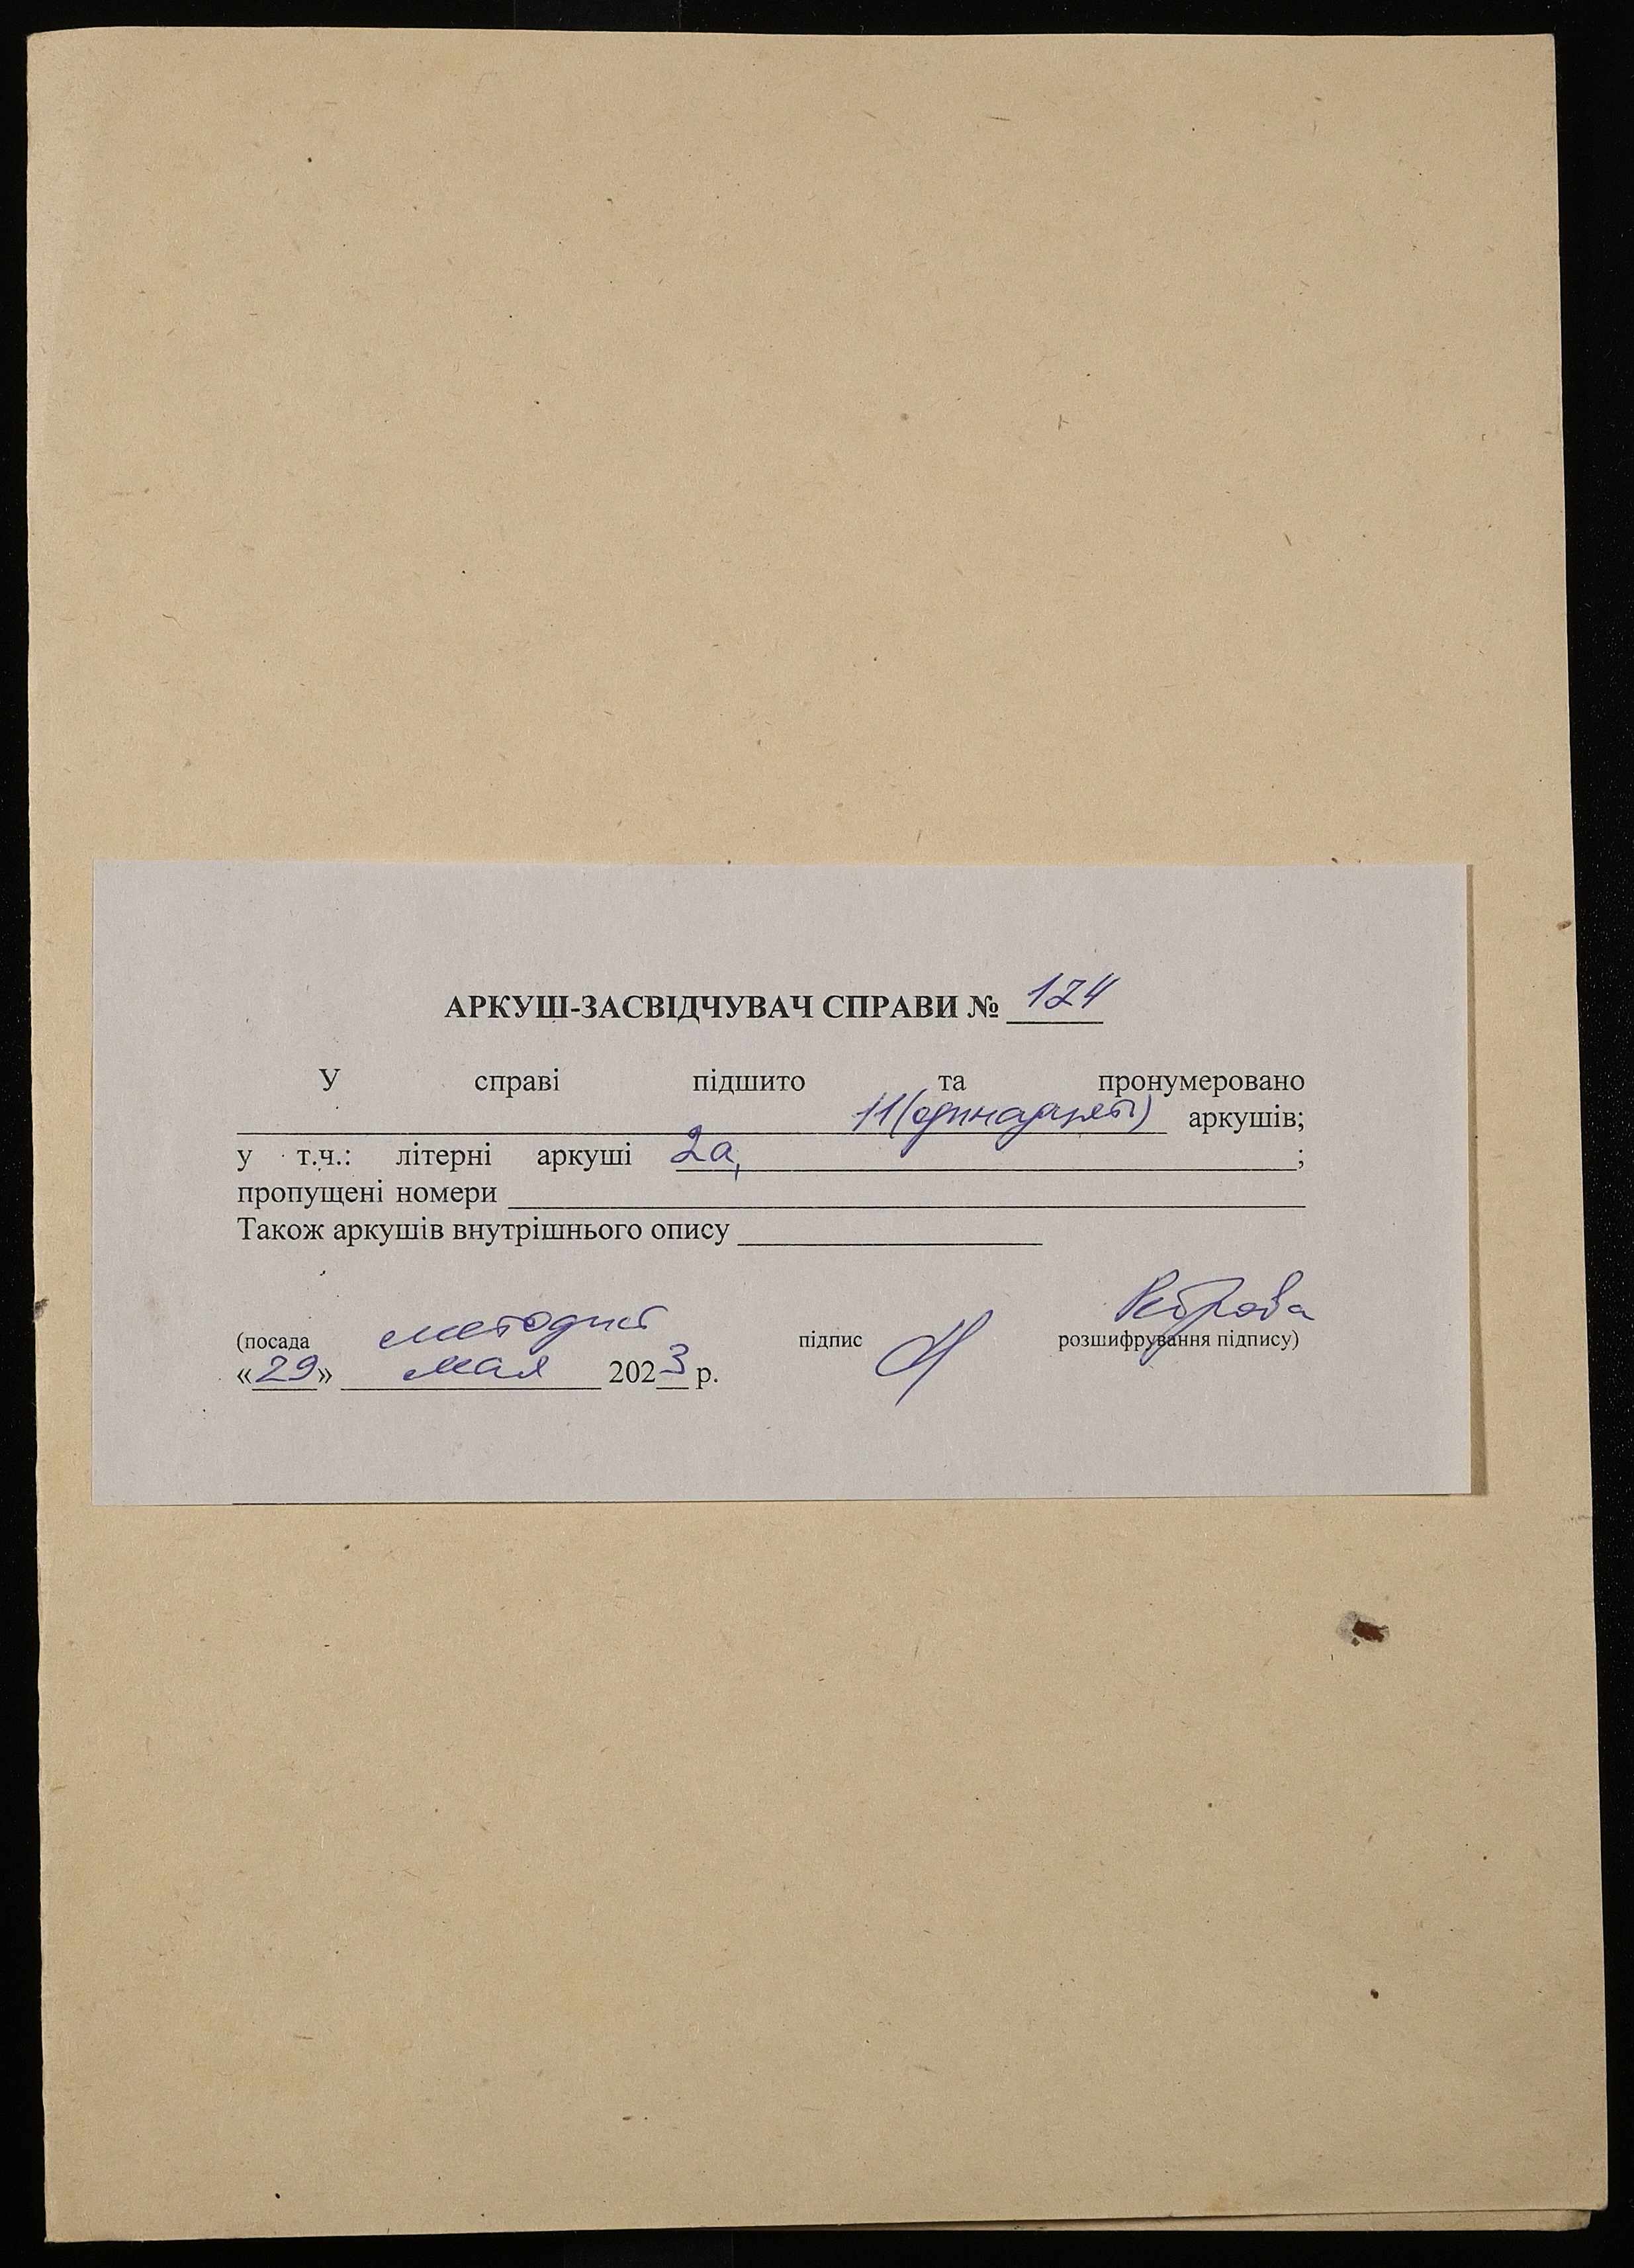 АРКУШ-ЗАСВІДЧУВАЧ СПРАВИ № 124
У справі підшито та пронумеровано
11 (одинадцять) аркушів;
у т.ч.: літерні аркуші 2а, ;
пропущені номери
Також аркушів внутрішнього опису
(посада методист підпис розшифрування підпису)
«29» мая 2023 р.